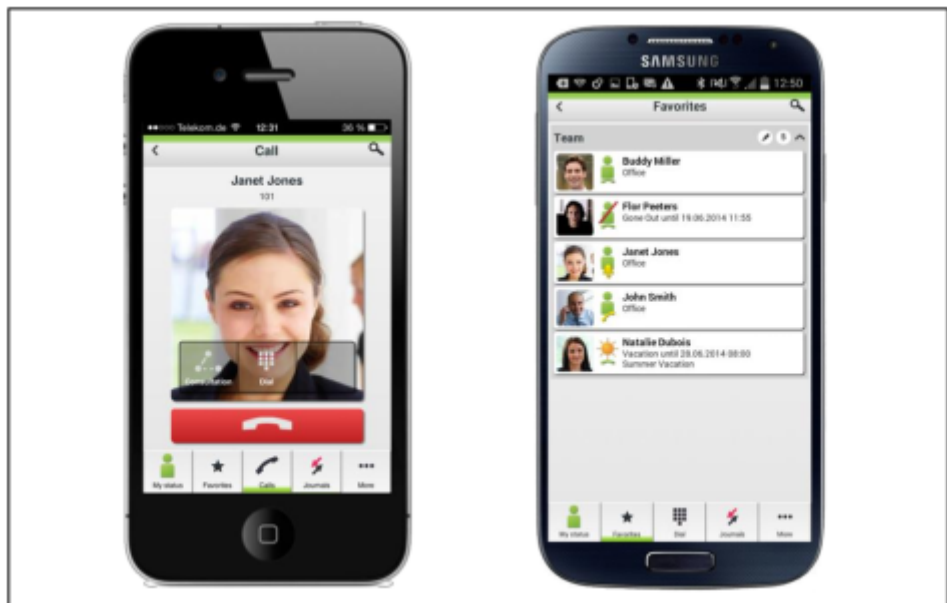 Telekom.de 12:31 36 %
Call
Janet Jones
101
Consultation Dial
My status Favorites Calls Journals More
SAMSUNG
12:50
Favorites
Team 5
Buddy Miller
Office
Flor Peeters
Gone Out until 19.06.2014 11:55
Janet Jones
Office
John Smith
Office
Natalie Dubois
Vacation until 28.06.2014 08:00
Summer Vacation
My status Favorites Dial Journals More